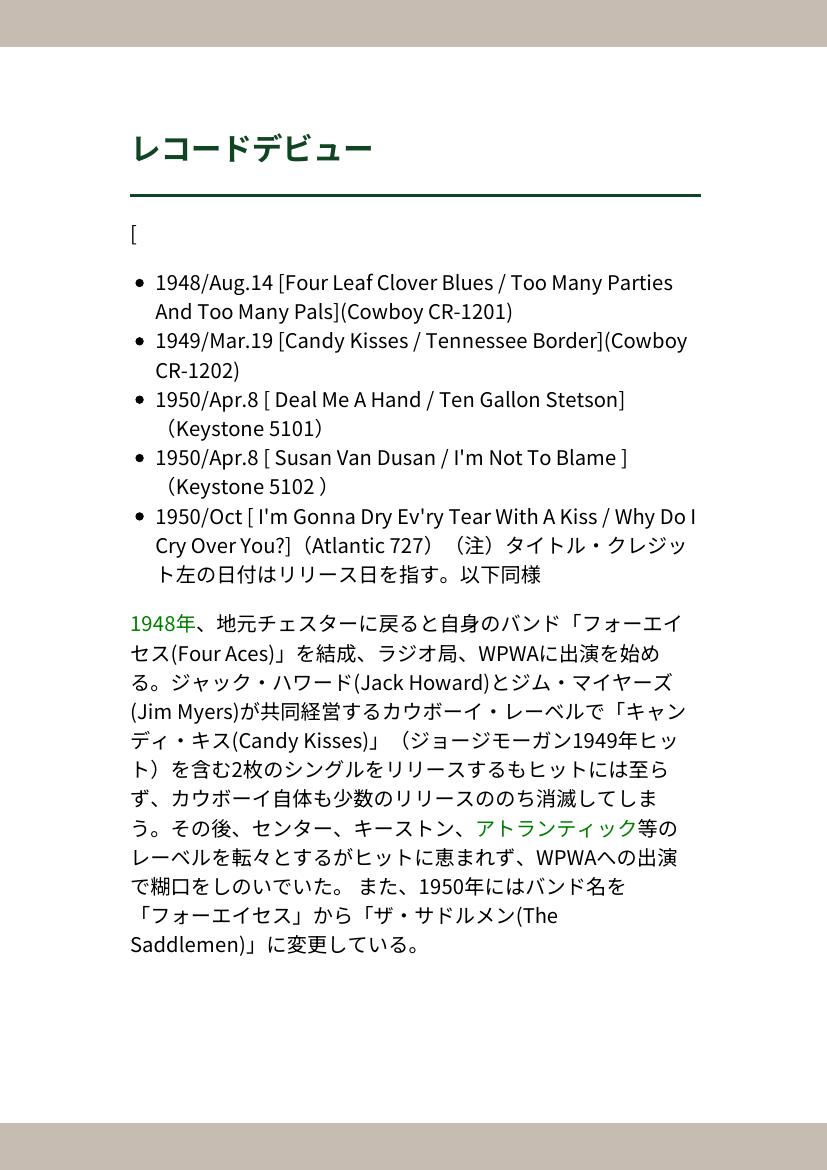 レコードデビュー
[
• 1948/Aug.14 [Four Leaf Clover Blues / Too Many Parties
And Too Many Pals](Cowboy CR-1201)
• 1949/Mar.19 [Candy Kisses / Tennessee Border](Cowboy
CR-1202)
• 1950/Apr.8 [ Deal Me A Hand / Ten Gallon Stetson]
（Keystone 5101）
• 1950/Apr.8 [ Susan Van Dusan / I'm Not To Blame ]
（Keystone 5102 ）
• 1950/Oct [ I'm Gonna Dry Ev'ry Tear With A Kiss / Why Do I
Cry Over You?]（Atlantic 727）（注）タイトル・クレジッ
ト左の日付はリリース日を指す。以下同様
1948年、地元チェスターに戻ると自身のバンド「フォーエイ
セス(Four Aces)」を結成、ラジオ局、WPWAに出演を始め
る。ジャック・ハワード(Jack Howard)とジム・マイヤーズ
(Jim Myers)が共同経営するカウボーイ・レーベルで「キャン
ディ・キス(Candy Kisses)」（ジョージモーガン1949年ヒッ
ト）を含む2枚のシングルをリリースするもヒットには至ら
ず、カウボーイ自体も少数のリリースののち消滅してしま
う。その後、センター、キーストン、アトランティック等の
レーベルを転々とするがヒットに恵まれず、WPWAへの出演
で糊口をしのいでいた。 また、1950年にはバンド名を
「フォーエイセス」から「ザ・サドルメン(The
Saddlemen)」に変更している。